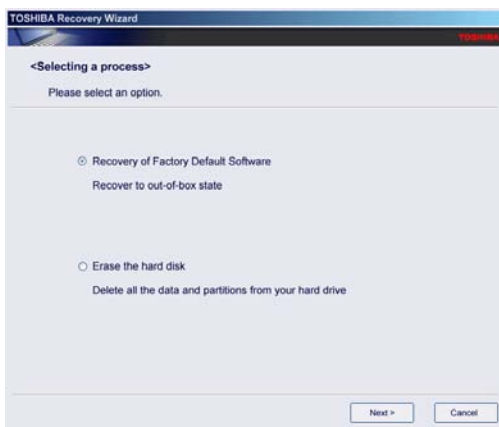 TOSHIBA Recovery Wizard
TOSHIBA
<Selecting a process>
Please select an option.
Recovery of Factory Default Software
Recover to out-of-box state
Erase the hard disk
Delete all the data and partitions from your hard drive
Next >
Cancel